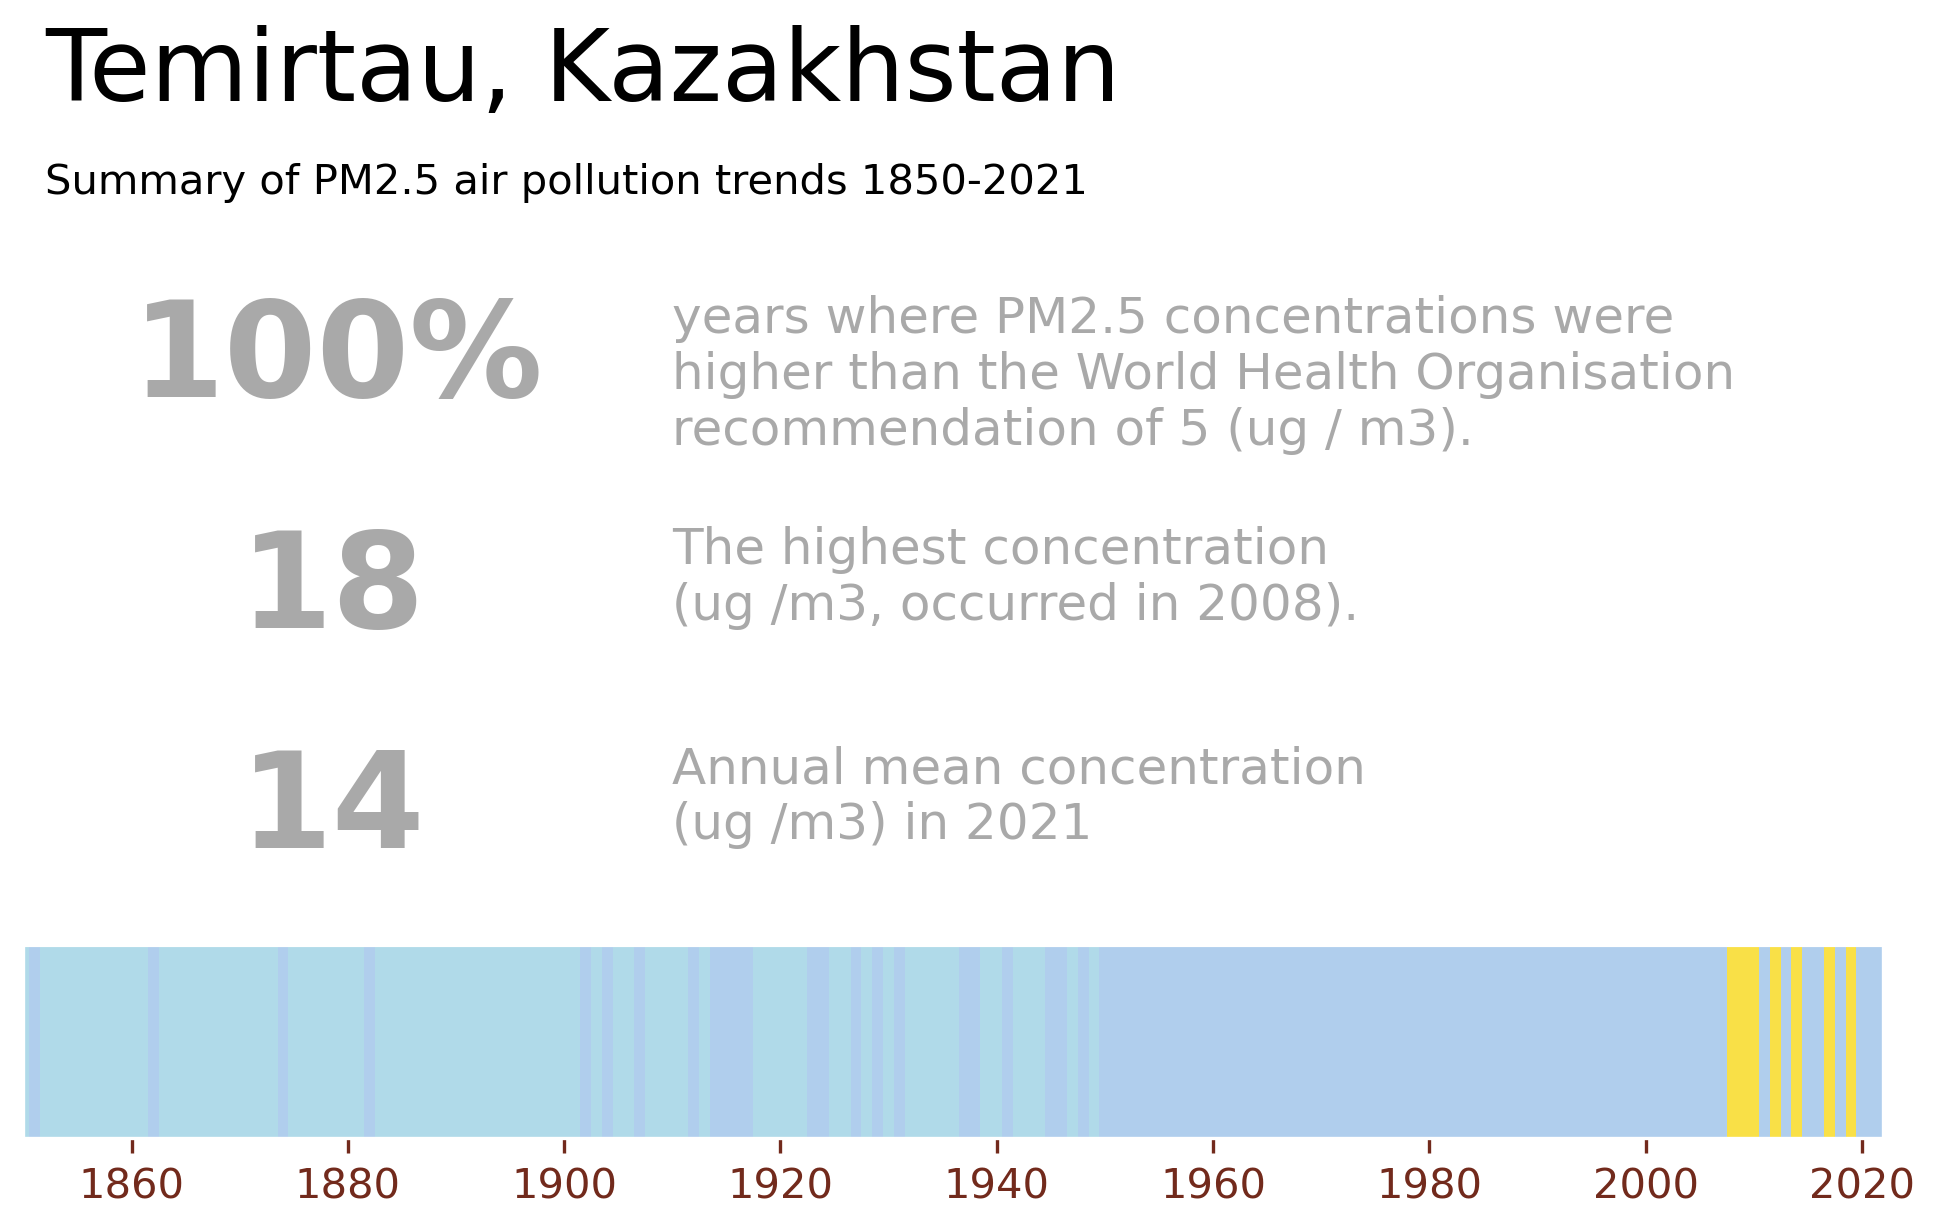 Temirtau, Kazakhstan
Summary of PM2.5 air pollution trends 1850-2021
100%
years where PM2.5 concentrations were
higher than the World Health Organisation
recommendation of 5 (ug / m3).
18
The highest concentration
(ug /m3, occurred in 2008).
14
Annual mean concentration
(ug /m3) in 2021
1860 1880 1900 1920 1940 1960 1980 2000 2020